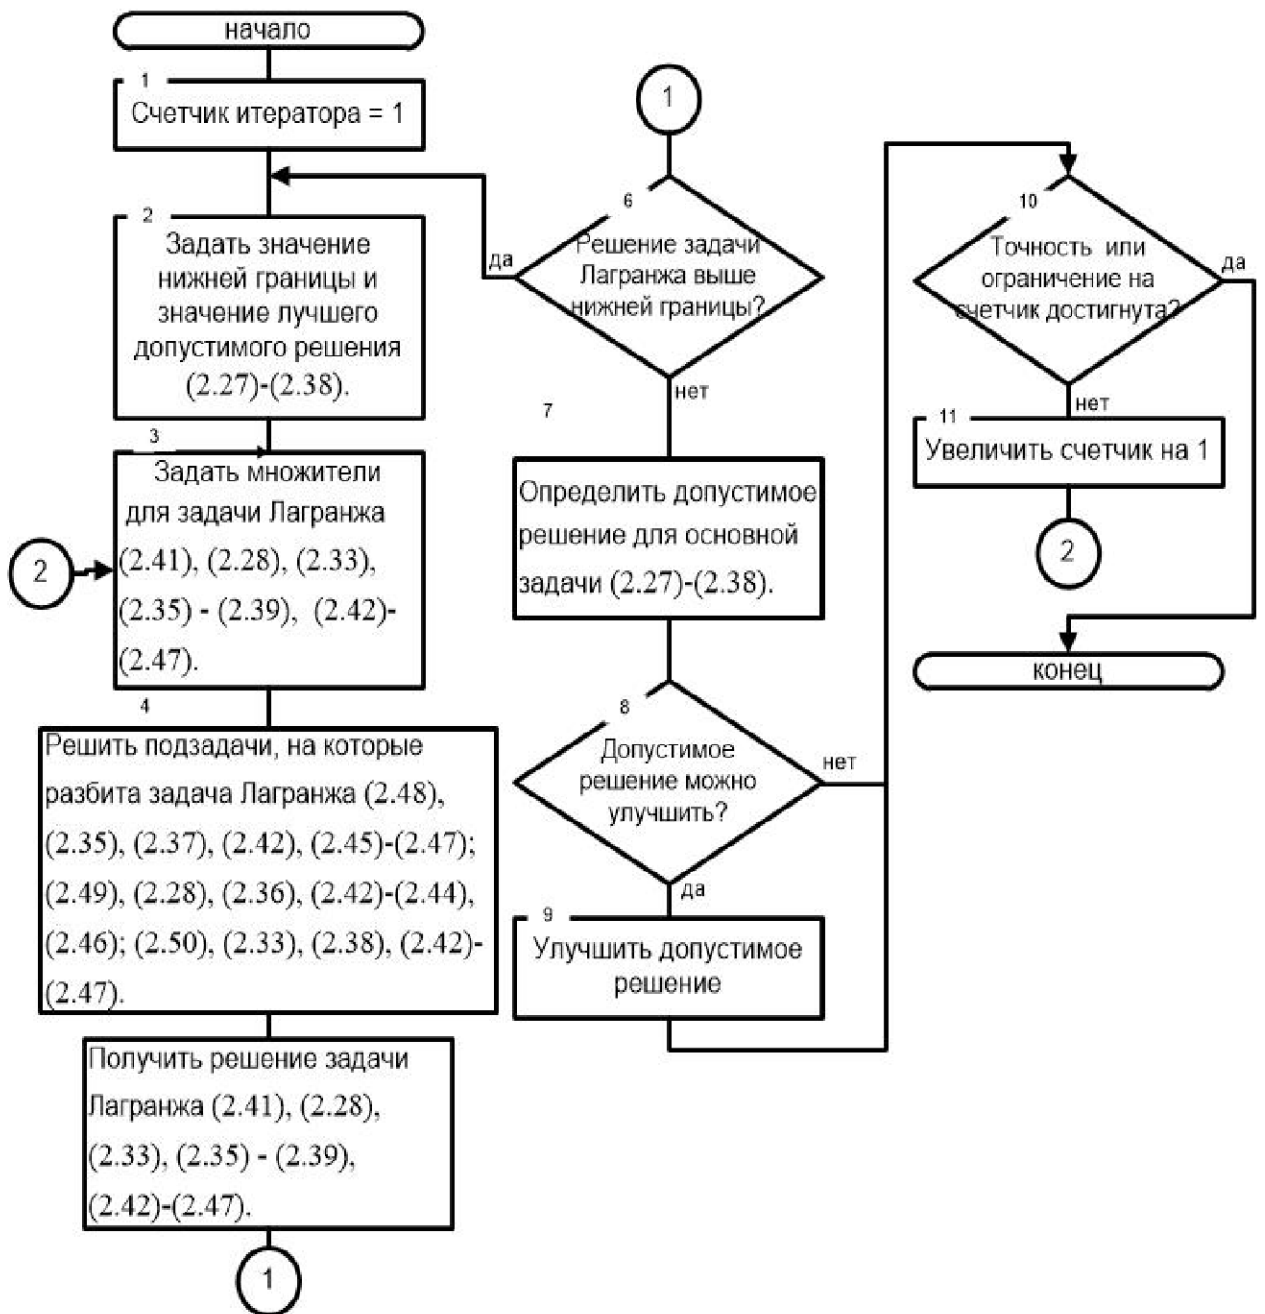 начало
1
Счетчик итератора = 1
2
Задать значение
нижней границы и
значение лучшего
допустимого решения
(2.27)-(2.38).
3
Задать множители
для задачи Лагранжа
(2.41), (2.28), (2.33),
(2.35) - (2.39), (2.42)-
(2.47).
2
4
Решить подзадачи, на которые
разбита задача Лагранжа (2.48),
(2.35), (2.37), (2.42), (2.45)-(2.47);
(2.49), (2.28), (2.36), (2.42)-(2.44),
(2.46); (2.50), (2.33), (2.38), (2.42)-
(2.47).
Получить решение задачи
Лагранжа (2.41), (2.28),
(2.33), (2.35) - (2.39),
(2.42)-(2.47).
1
1
6
Решение задачи
Лагранжа выше
нижней границы?
да
нет
7
Определить допустимое
решение для основной
задачи (2.27)-(2.38).
8
Допустимое
решение можно
улучшить?
нет
да
9
Улучшить допустимое
решение
10
Точность или
ограничение на
счетчик достигнута?
да
нет
11
Увеличить счетчик на 1
2
конец